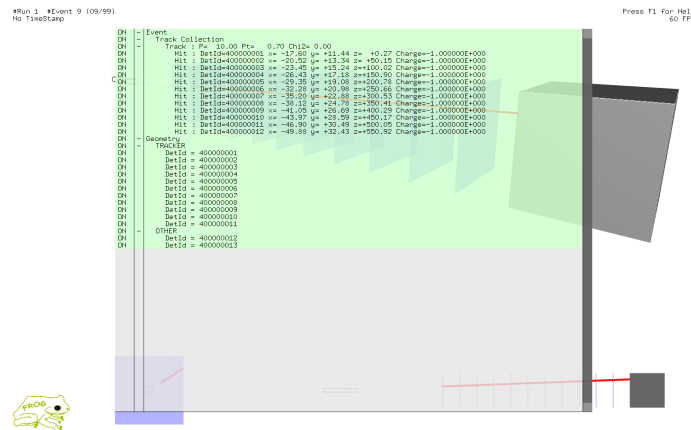 #Run 1 #Event 9 (09/99)
No TimeStamp
Press F1 for Hel
60 FP
ON - Event
ON - Track Collection
ON - Track : P= 10.00 Pt= 0.70 Chi2= 0.00
ON Hit : DetId=400000001 x= -17.60 y= +11.44 z= +0.27 Charge=-1.000000E+000
ON Hit : DetId=400000002 x= -20.52 y= +13.34 z= +50.15 Charge=-1.000000E+000
ON Hit : DetId=400000003 x= -23.45 y= +15.24 z=+100.02 Charge=-1.000000E+000
ON Hit : DetId=400000004 x= -26.43 y= +17.18 z=+150.90 Charge=-1.000000E+000
ON Hit : DetId=400000005 x= -29.35 y= +19.08 z=+200.78 Charge=-1.000000E+000
ON Hit : DetId=400000006 x= -32.28 y= +20.98 z=+250.66 Charge=-1.000000E+000
ON Hit : DetId=400000007 x= -35.20 y= +22.88 z=+300.53 Charge=-1.000000E+000
ON Hit : DetId=400000008 x= -38.12 y= +24.78 z=+350.41 Charge=-1.000000E+000
ON Hit : DetId=400000009 x= -41.05 y= +26.69 z=+400.29 Charge=-1.000000E+000
ON Hit : DetId=400000010 x= -43.97 y= +28.59 z=+450.17 Charge=-1.000000E+000
ON Hit : DetId=400000011 x= -46.90 y= +30.49 z=+500.05 Charge=-1.000000E+000
ON Hit : DetId=400000012 x= -49.88 y= +32.43 z=+550.92 Charge=-1.000000E+000
ON - Geometry
ON - TRACKER
ON DetId = 400000001
ON DetId = 400000002
ON DetId = 400000003
ON DetId = 400000004
ON DetId = 400000005
ON DetId = 400000006
ON DetId = 400000007
ON DetId = 400000008
ON DetId = 400000009
ON DetId = 400000010
ON DetId = 400000011
ON - OTHER
ON DetId = 400000012
ON DetId = 400000013
FROG